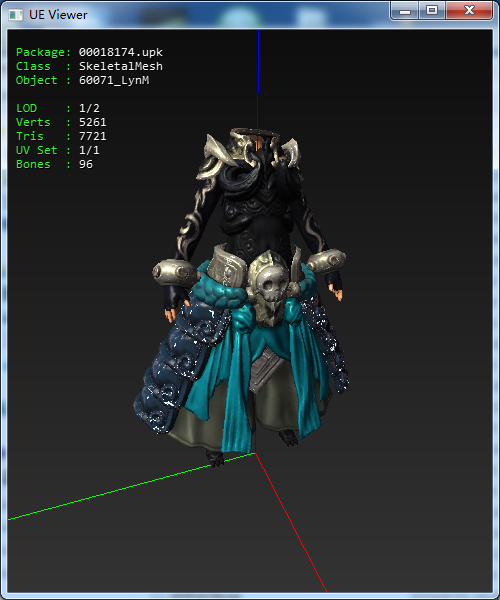 UE Viewer
Package: 00018174.upk
Class : SkeletalMesh
Object : 60071_LynM
LOD : 1/2
Verts : 5261
Tris : 7721
UV Set : 1/1
Bones : 96